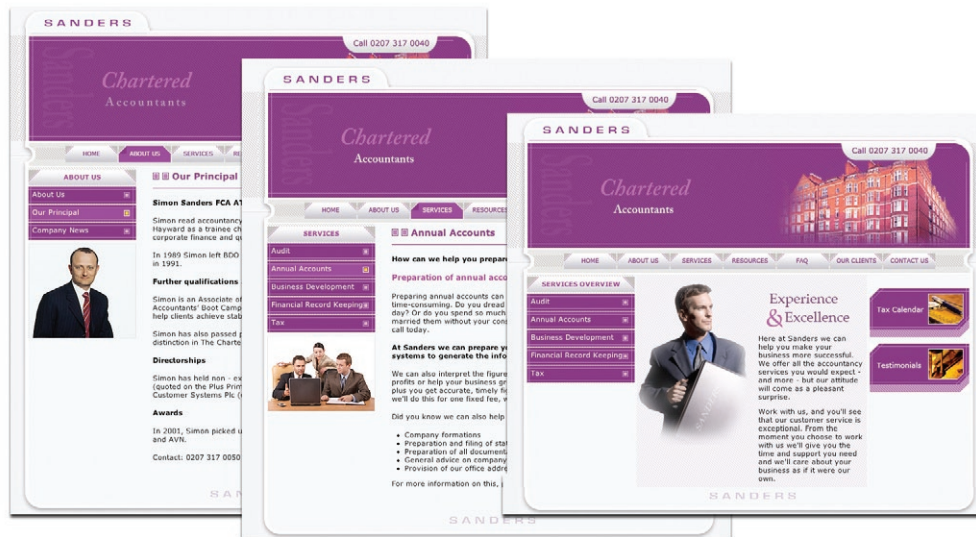 SANDERS
Call 0207 317 0040
Sanders
Chartered
Accountants
HOME
ABOUT US
SERVICES
ABOUT US
About Us
Our Principal
Company News
Our Principal
Simon Sanders FCA
Simon read accountancy
Hayward as a trainee
corporate finance and
In 1989 Simon left BDO
in 1991.
Further qualifications
Simon is an Associate of
Accountants' Boot Camp
help clients achieve
Simon has also passed
distinction in The
Directorships
Simon has held non - 
(quoted on the Plus
Customer Systems Plc
Awards
In 2001, Simon picked
and AVN.
Contact: 0207 317 0050
SANDERS
Call 0207 317 0040
Sanders
Chartered
Accountants
HOME
ABOUT US
SERVICES
RESOURCES
SERVICES
Audit
Annual Accounts
Business Development
Financial Record Keeping
Tax
Annual Accounts
How can we help you
Preparation of annual
Preparing annual accounts can
time-consuming. Do you dread
day? Or do you spend so much
married them without your
call today.
At Sanders we can prepare
systems to generate the
We can also interpret the
profits or help your business
plus you get accurate, timely
we'll do this for one fixed fee,
Did you know we can also help
• Company formations
• Preparation and filing of
• Preparation of all
• General advice on company
• Provision of our office
For more information on this,
SANDERS
SANDERS
Call 0207 317 0040
Sanders
Chartered
Accountants
HOME
ABOUT US
SERVICES
RESOURCES
FAQ
OUR CLIENTS
CONTACT US
SERVICES OVERVIEW
Audit
Annual Accounts
Business Development
Financial Record Keeping
Tax
SANDERS
Experience
& Excellence
Here at Sanders we can
help you make your
business more successful.
We offer all the accountancy
services you would expect -
and more - but our attitude
will come as a pleasant
surprise.
Work with us, and you'll see
that our customer service is
exceptional. From the
moment you choose to work
with us we'll give you the
time and support you need
and we'll care about your
business as if it were our
own.
Tax Calendar
Testimonials
SANDERS